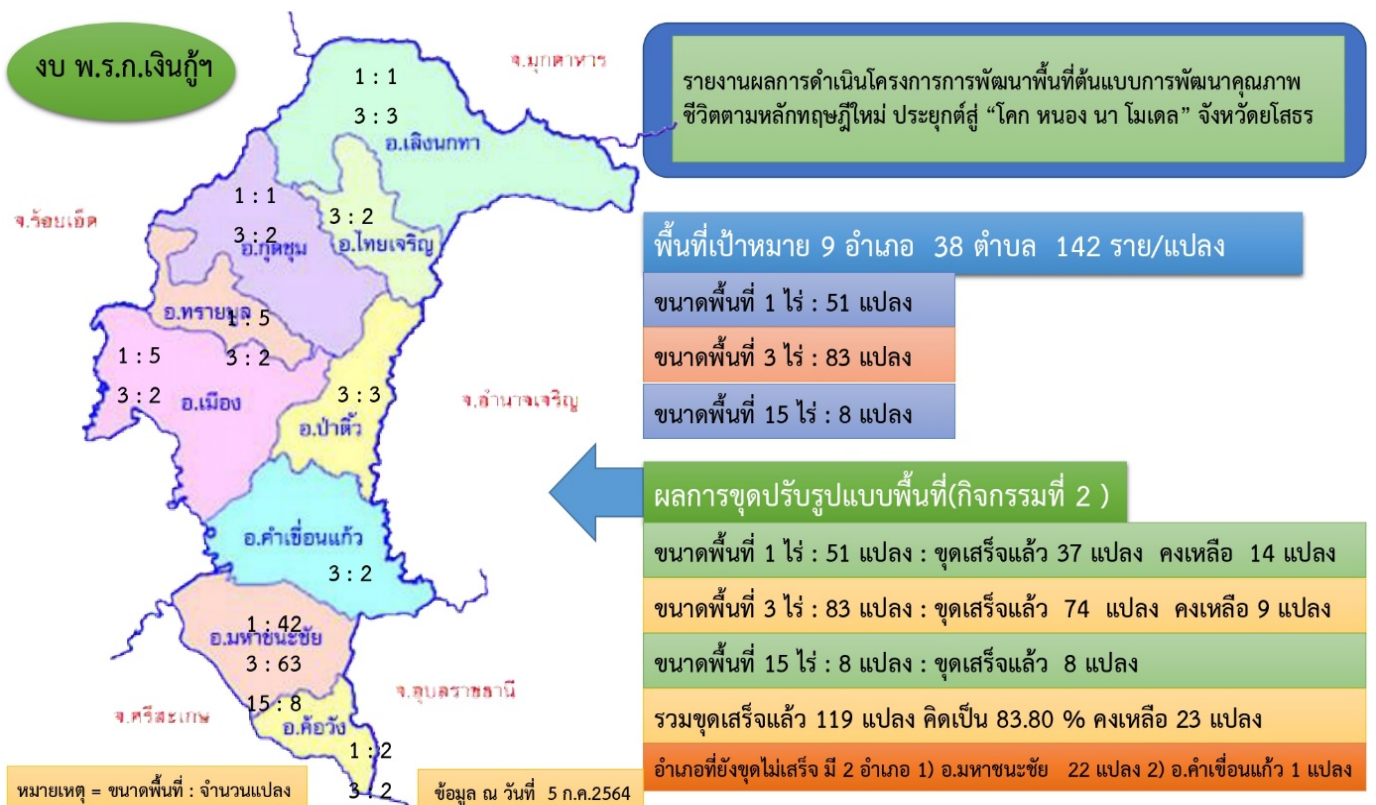 งบ พ.ร.ก.เงินกู้ฯ
รายงานผลการดำเนินโครงการการพัฒนาพื้นที่ต้นแบบการพัฒนาคุณภาพ
ชีวิตตามหลักทฤษฎีใหม่ ประยุกต์สู่ “โคก หนอง นา โมเดล” จังหวัดยโสธร
จ.มุกดาหาร
1 : 1
3 : 3
อ.เลิงนกทา
จ.ร้อยเอ็ด
1 : 1
3 : 2
อ.กุดชุม
3 : 2
อ.ไทยเจริญ
พื้นที่เป้าหมาย 9 อำเภอ 38 ตำบล 142 ราย/แปลง
ขนาดพื้นที่ 1 ไร่ : 51 แปลง
ขนาดพื้นที่ 3 ไร่ : 83 แปลง
ขนาดพื้นที่ 15 ไร่ : 8 แปลง
อ.ทรายมูล
1 : 5
3 : 2
1 : 5
3 : 2
อ.เมือง
3 : 3
อ.ป่าติ้ว
จ.อำนาจเจริญ
ผลการขุดปรับรูปแบบพื้นที่(กิจกรรมที่ 2 )
ขนาดพื้นที่ 1 ไร่ : 51 แปลง : ขุดเสร็จแล้ว 37 แปลง คงเหลือ 14 แปลง
ขนาดพื้นที่ 3 ไร่ : 83 แปลง : ขุดเสร็จแล้ว 74 แปลง คงเหลือ 9 แปลง
ขนาดพื้นที่ 15 ไร่ : 8 แปลง : ขุดเสร็จแล้ว 8 แปลง
รวมขุดเสร็จแล้ว 119 แปลง คิดเป็น 83.80 % คงเหลือ 23 แปลง
อำเภอที่ยังขุดไม่เสร็จ มี 2 อำเภอ 1) อ.มหาชนะชัย 22 แปลง 2) อ.คำเขื่อนแก้ว 1 แปลง
อ.คำเขื่อนแก้ว
3 : 2
1 : 42
อ.มหาชนะชัย
3 : 63
15 : 8
จ.อุบลราชธานี
จ.ศรีสะเกษ
อ.ค้อวัง
1 : 2
3 : 2
หมายเหตุ = ขนาดพื้นที่ : จำนวนแปลง
ข้อมูล ณ วันที่ 5 ก.ค.2564